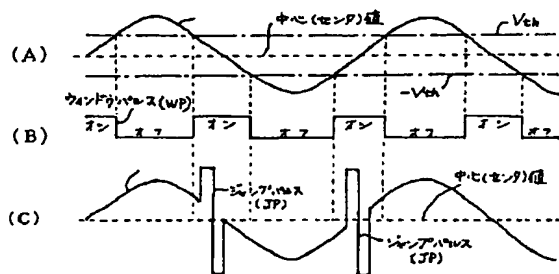 中心(センタ)値
Vth
(A)
-Vth
ウィンドウパルス(WP)
オン オフ オン オフ オン オフ オン オフ
(B)
ジャンプパルス
(JP)
中心(センタ)値
(C)
ジャンプパルス
(JP)